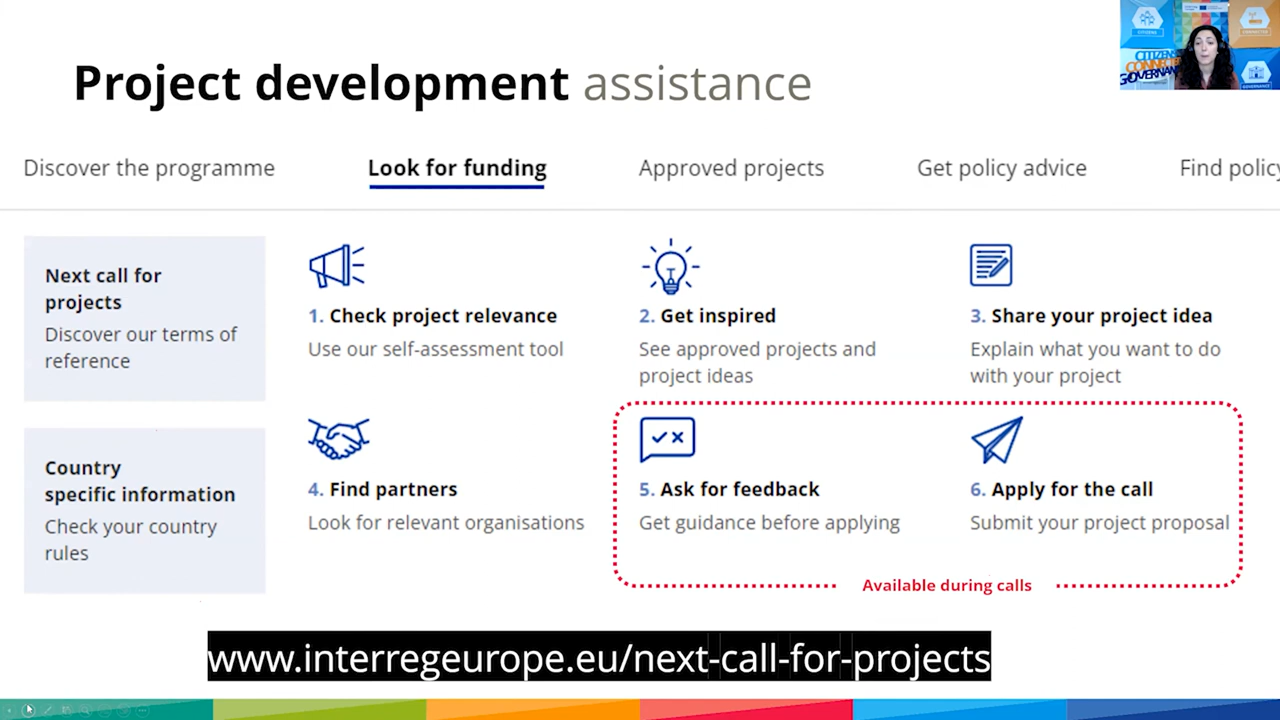 Project development assistance
Discover the programme
Look for funding
Approved projects
Get policy advice
Find policy
Next call for
projects
Discover our terms of
reference
1. Check project relevance
Use our self-assessment tool
2. Get inspired
See approved projects and
project ideas
3. Share your project idea
Explain what you want to do
with your project
Country
specific information
Check your country
rules
4. Find partners
Look for relevant organisations
5. Ask for feedback
Get guidance before applying
6. Apply for the call
Submit your project proposal
Available during calls
www.interregeurope.eu/next-call-for-projects
CITIZENS
GOVERNANCE